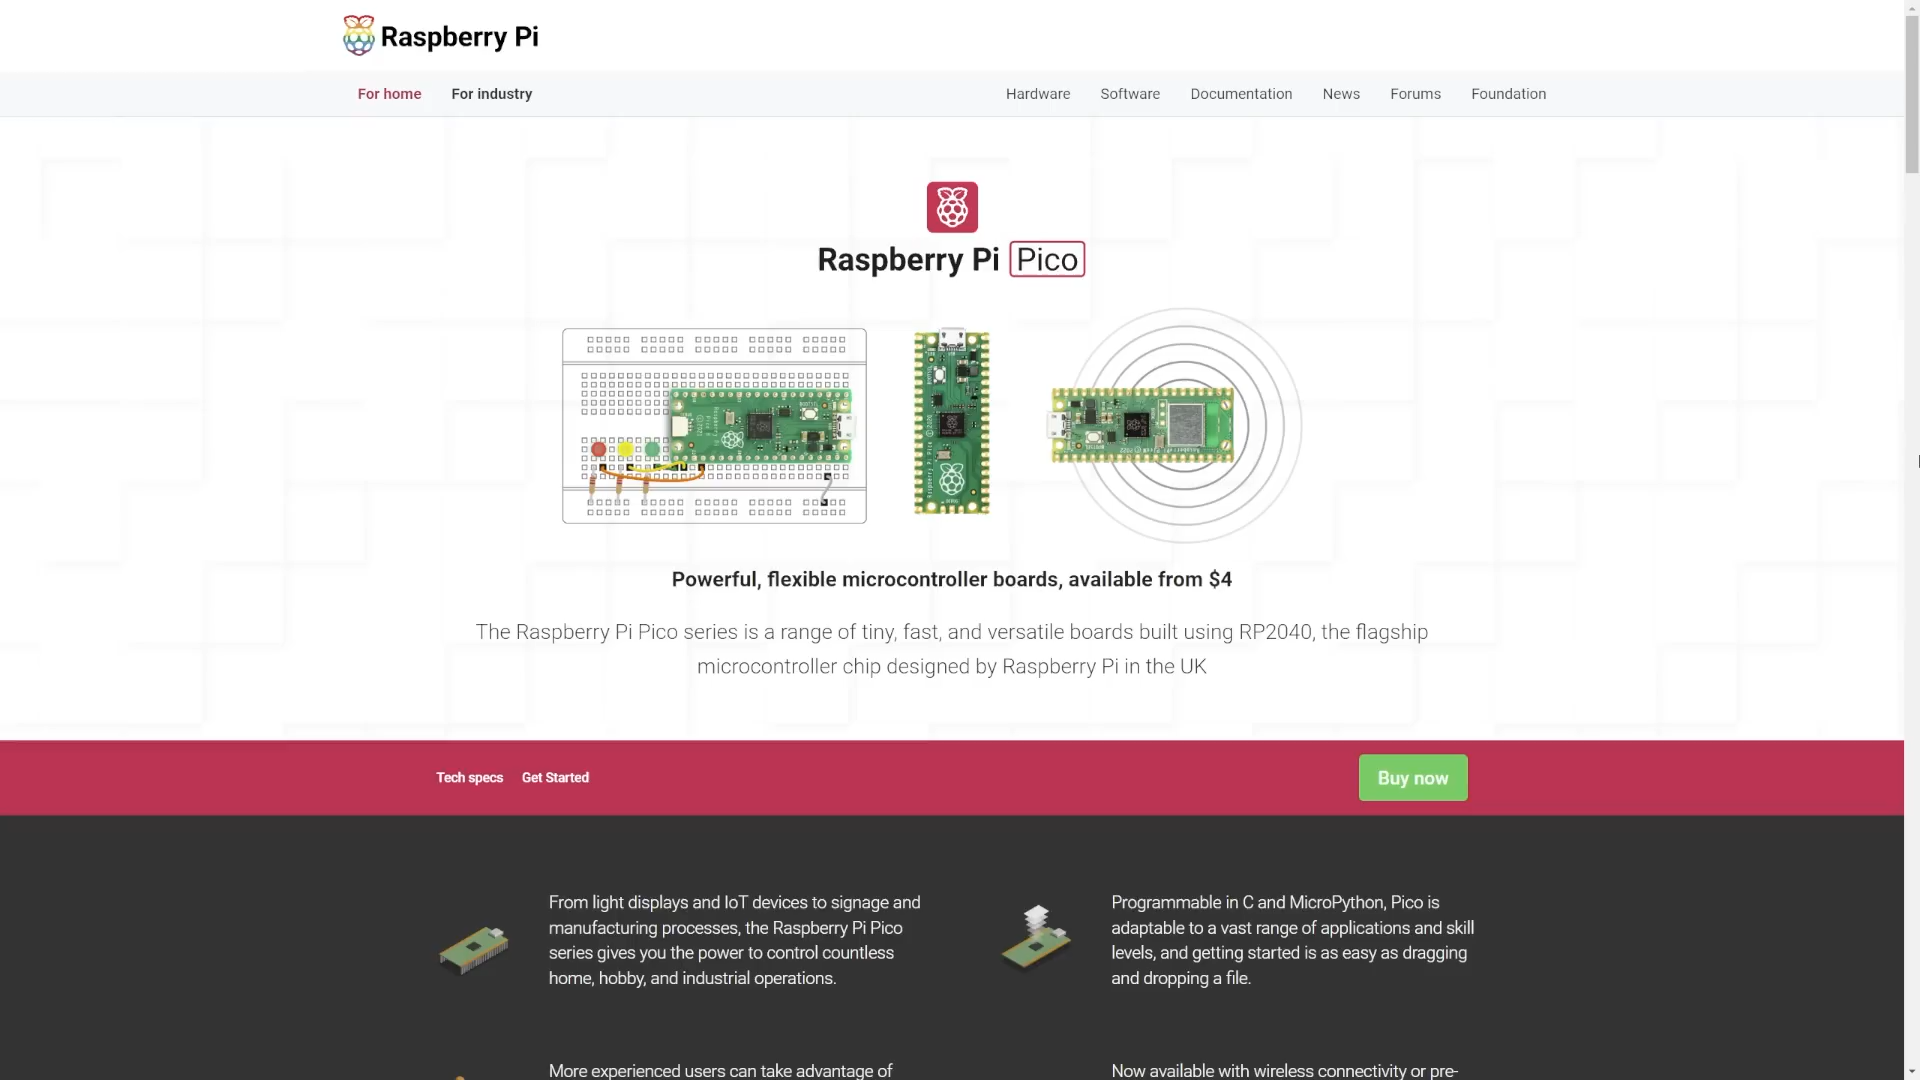 Raspberry Pi
For home
For industry
Hardware
Software
Documentation
News
Forums
Foundation
Raspberry Pi Pico
Powerful, flexible microcontroller boards, available from $4
The Raspberry Pi Pico series is a range of tiny, fast, and versatile boards built using RP2040, the flagship
microcontroller chip designed by Raspberry Pi in the UK
Tech specs
Get Started
Buy now
From light displays and IoT devices to signage and
manufacturing processes, the Raspberry Pi Pico
series gives you the power to control countless
home, hobby, and industrial operations.
Programmable in C and MicroPython, Pico is
adaptable to a vast range of applications and skill
levels, and getting started is as easy as dragging
and dropping a file.
More experienced users can take advantage of
Now available with wireless connectivity or pre-